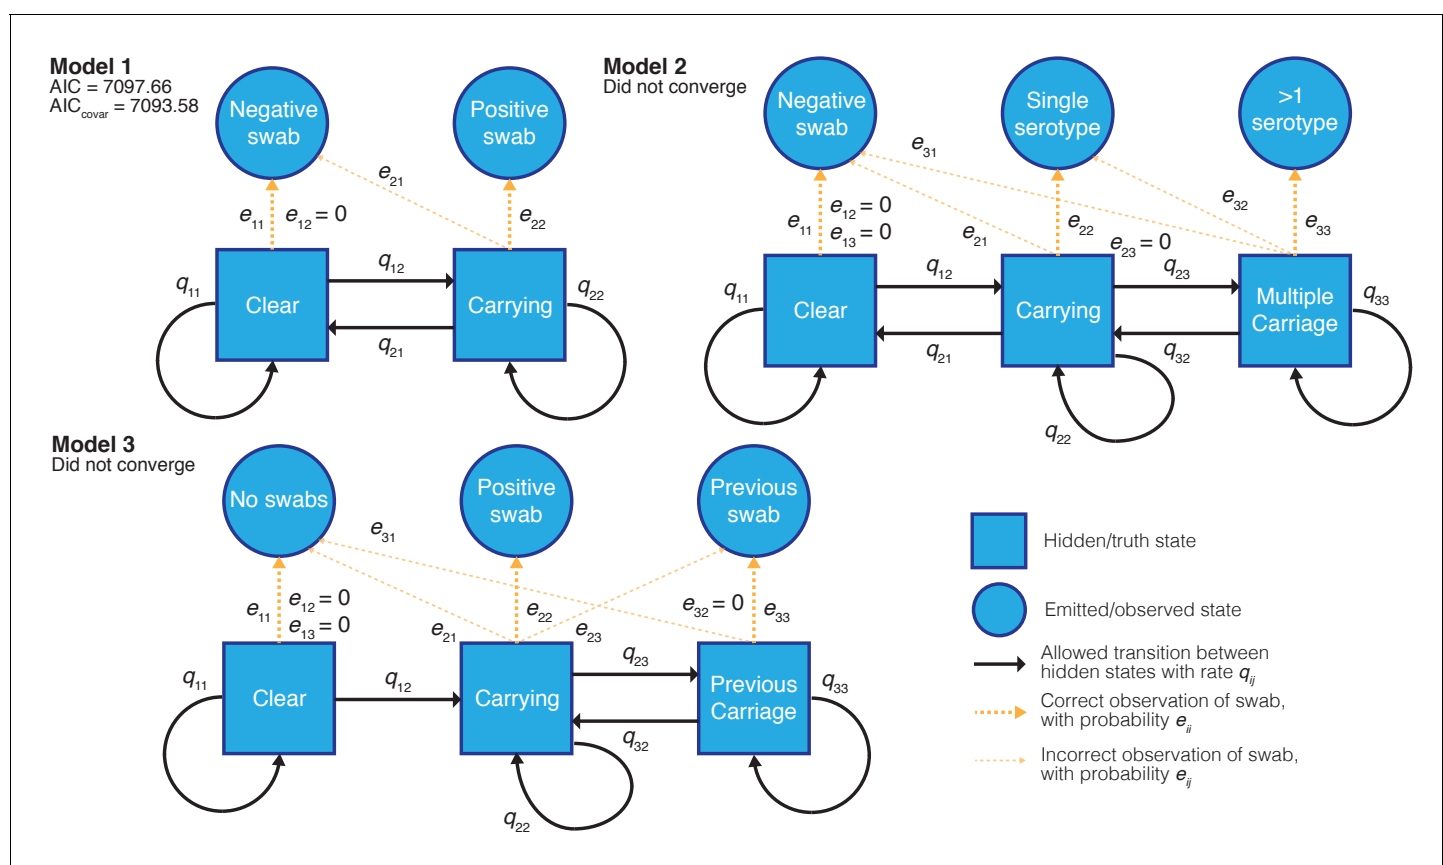 Model 1
AIC = 7097.66
AICcovar = 7093.58
Negative
swab
Positive
swab
e21
e11
e12 = 0
e22
q11
q12
q22
Clear
Carrying
q21
Model 2
Did not converge
Negative
swab
Single
serotype
>1
serotype
e31
e32
e11
e12 = 0
e13 = 0
e21
e22
e23 = 0
e33
q11
q12
q23
q33
Clear
Carrying
Multiple
Carriage
q21
q32
q22
Model 3
Did not converge
No swabs
Positive
swab
Previous
swab
e31
e11
e12 = 0
e13 = 0
e21
e22
e23
e32 = 0
e33
q11
q12
q23
q33
Clear
Carrying
Previous
Carriage
q32
q22
Hidden/truth state
Emitted/observed state
Allowed transition between
hidden states with rate qij
Correct observation of swab,
with probability eii
Incorrect observation of swab,
with probability eij